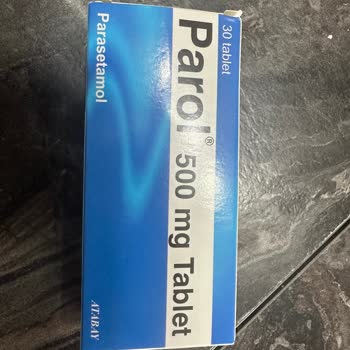 30 tablet
Parol® 500 mg Tablet
Parasetamol
ATABAY